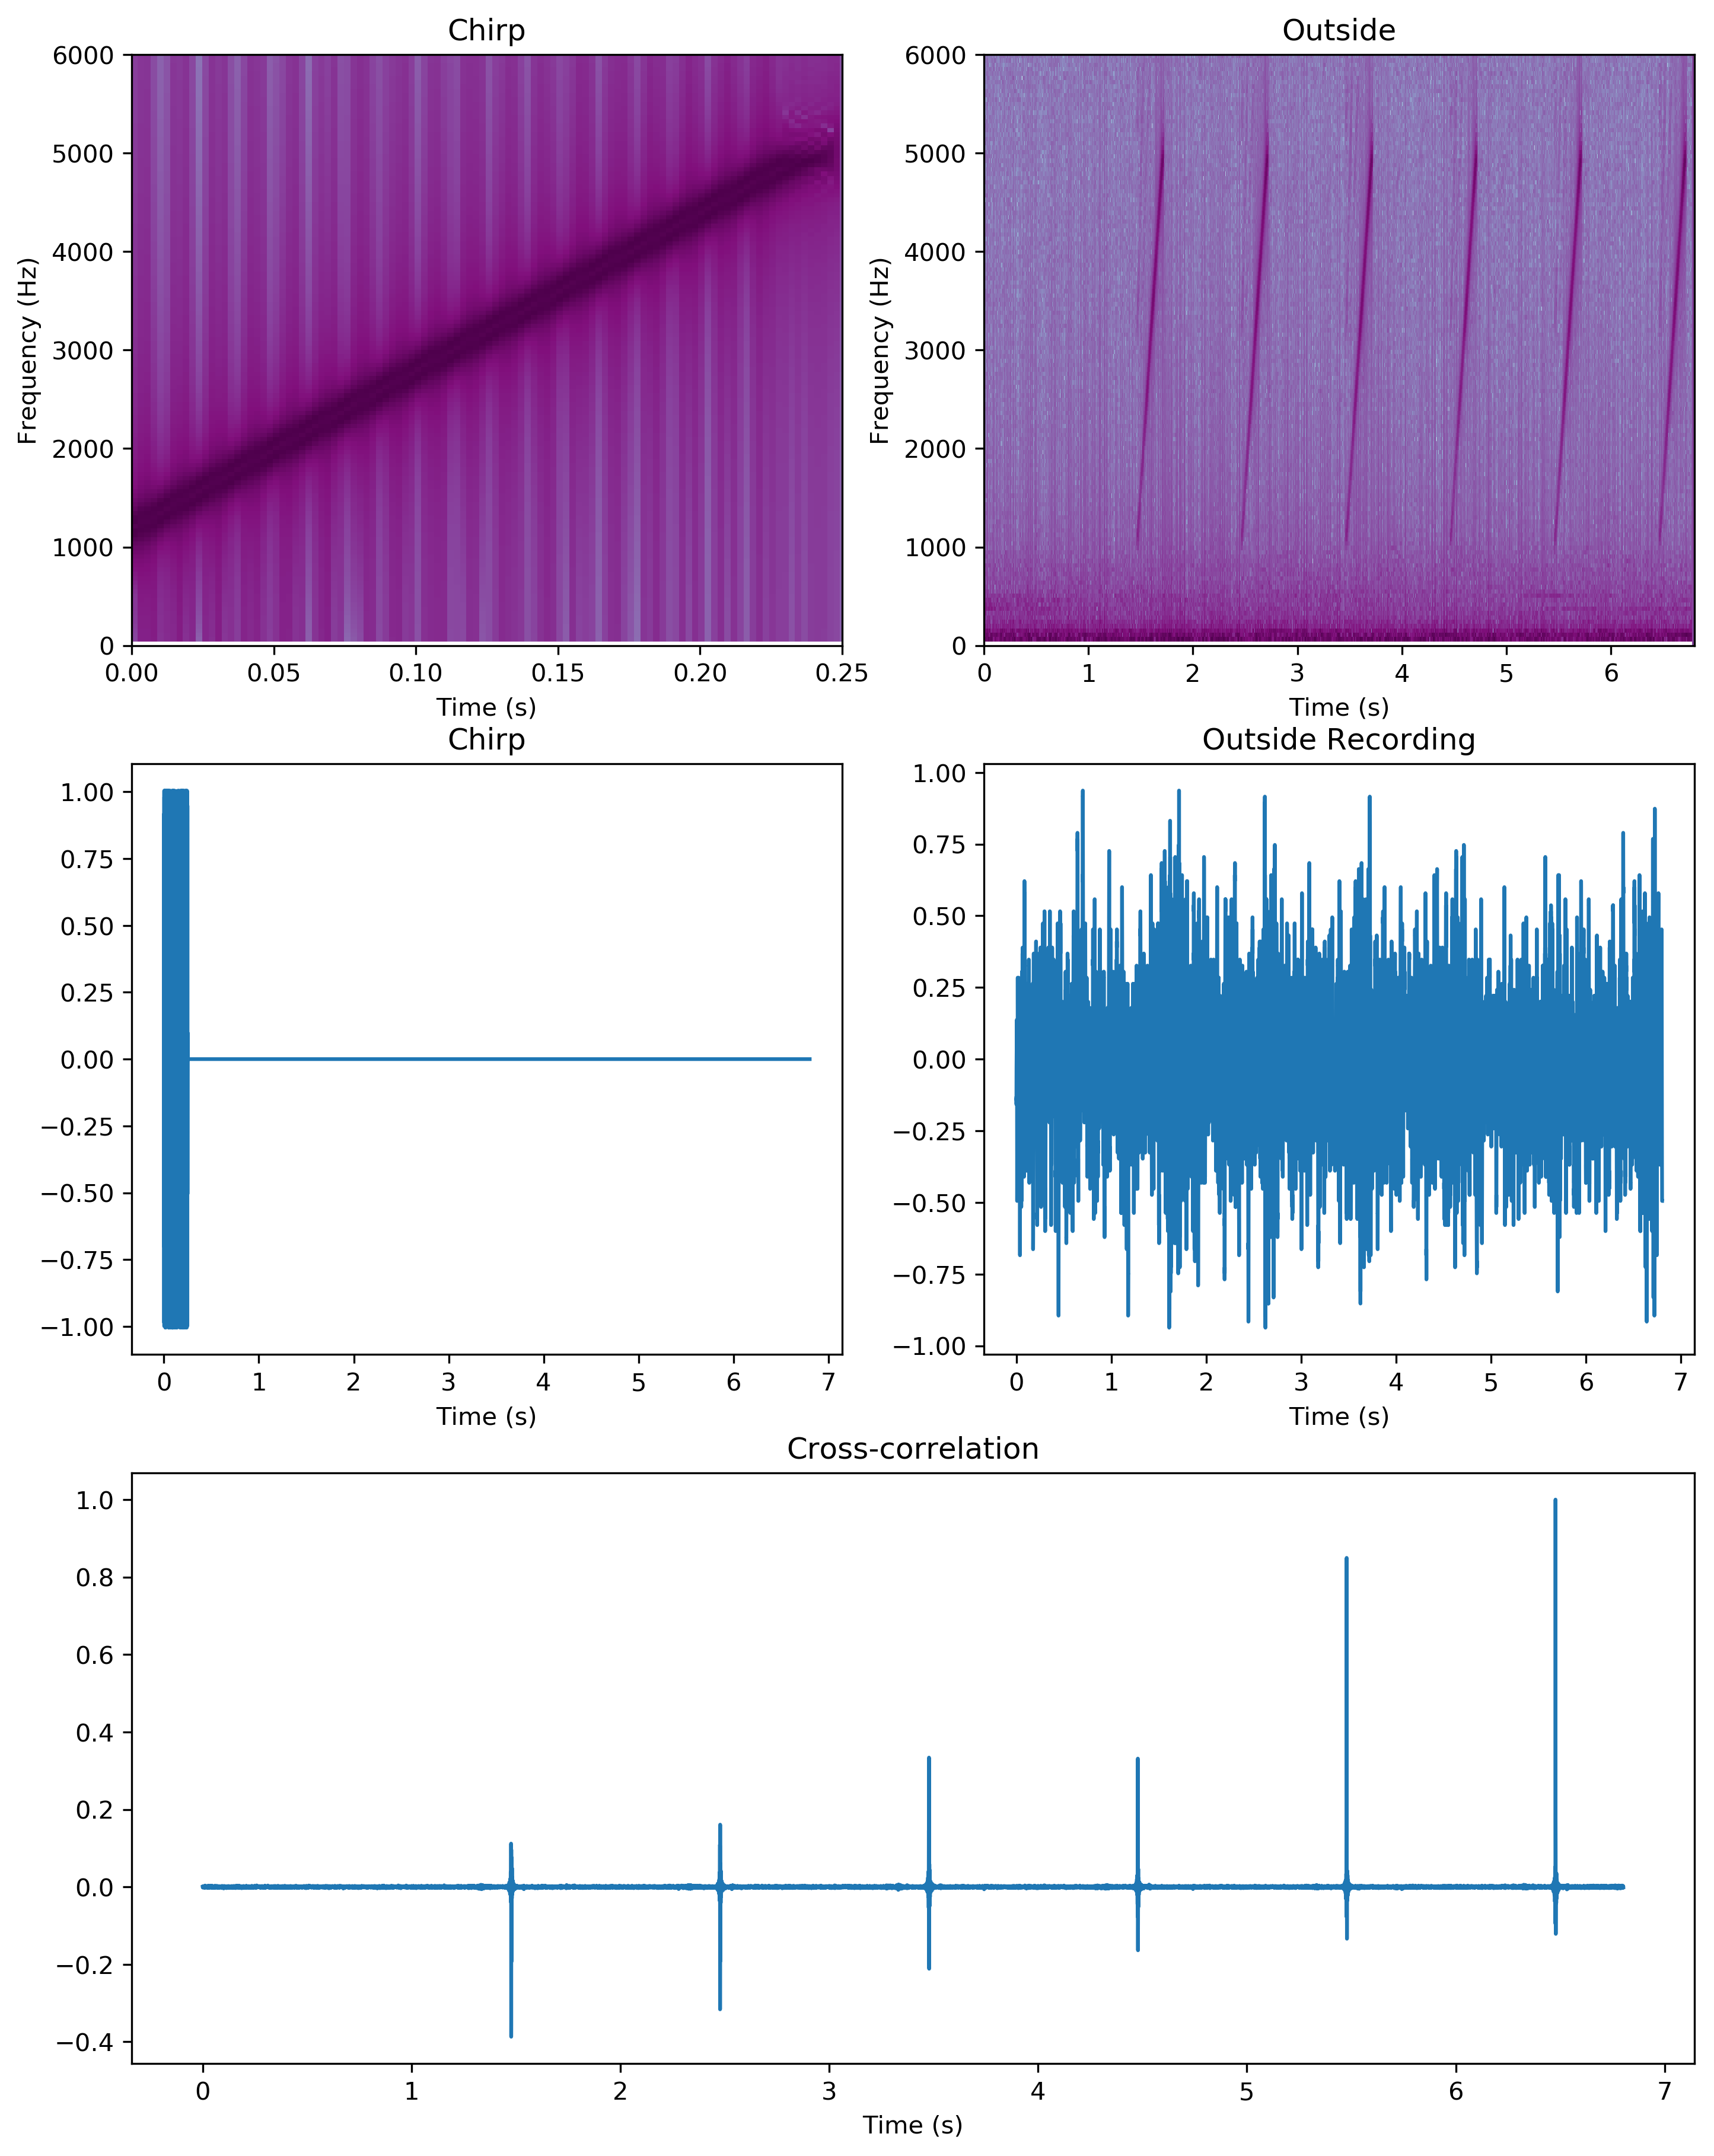 Chirp
6000
5000
4000
3000
2000
1000
0
Frequency (Hz)
0.00 0.05 0.10 0.15 0.20 0.25
Time (s)
Outside
6000
5000
4000
3000
2000
1000
0
Frequency (Hz)
0 1 2 3 4 5 6
Time (s)
Chirp
1.00
0.75
0.50
0.25
0.00
−0.25
−0.50
−0.75
−1.00
0 1 2 3 4 5 6 7
Time (s)
Outside Recording
1.00
0.75
0.50
0.25
0.00
−0.25
−0.50
−0.75
−1.00
0 1 2 3 4 5 6 7
Time (s)
Cross-correlation
1.0
0.8
0.6
0.4
0.2
0.0
−0.2
−0.4
0 1 2 3 4 5 6 7
Time (s)